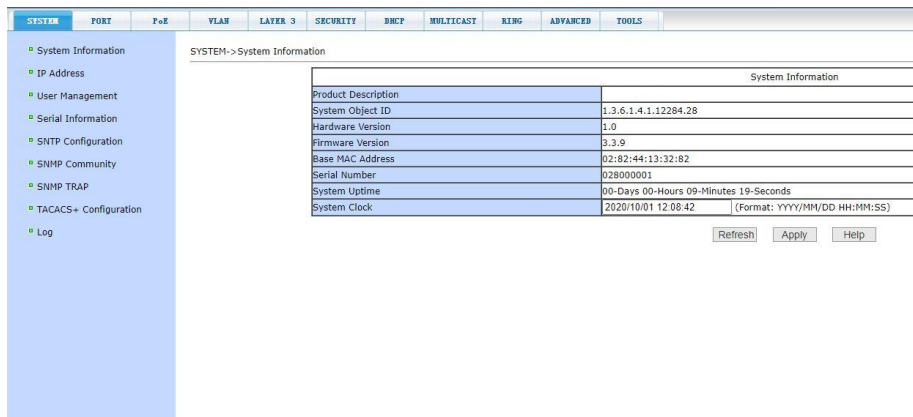 SYSTEM PORT PoE VLAN LAYER 3 SECURITY DHCP MULTICAST RING ADVANCED TOOLS
System Information
IP Address
User Management
Serial Information
SNTP Configuration
SNMP Community
SNMP TRAP
TACACS+ Configuration
Log
SYSTEM->System Information
System Information
Product Description
System Object ID 1.3.6.1.4.1.12284.28
Hardware Version 1.0
Firmware Version 3.3.9
Base MAC Address 02:82:44:13:32:82
Serial Number 028000001
System Uptime 00-Days 00-Hours 09-Minutes 19-Seconds
System Clock 2020/10/01 12:08:42 (Format: YYYY/MM/DD HH:MM:SS)
Refresh Apply Help